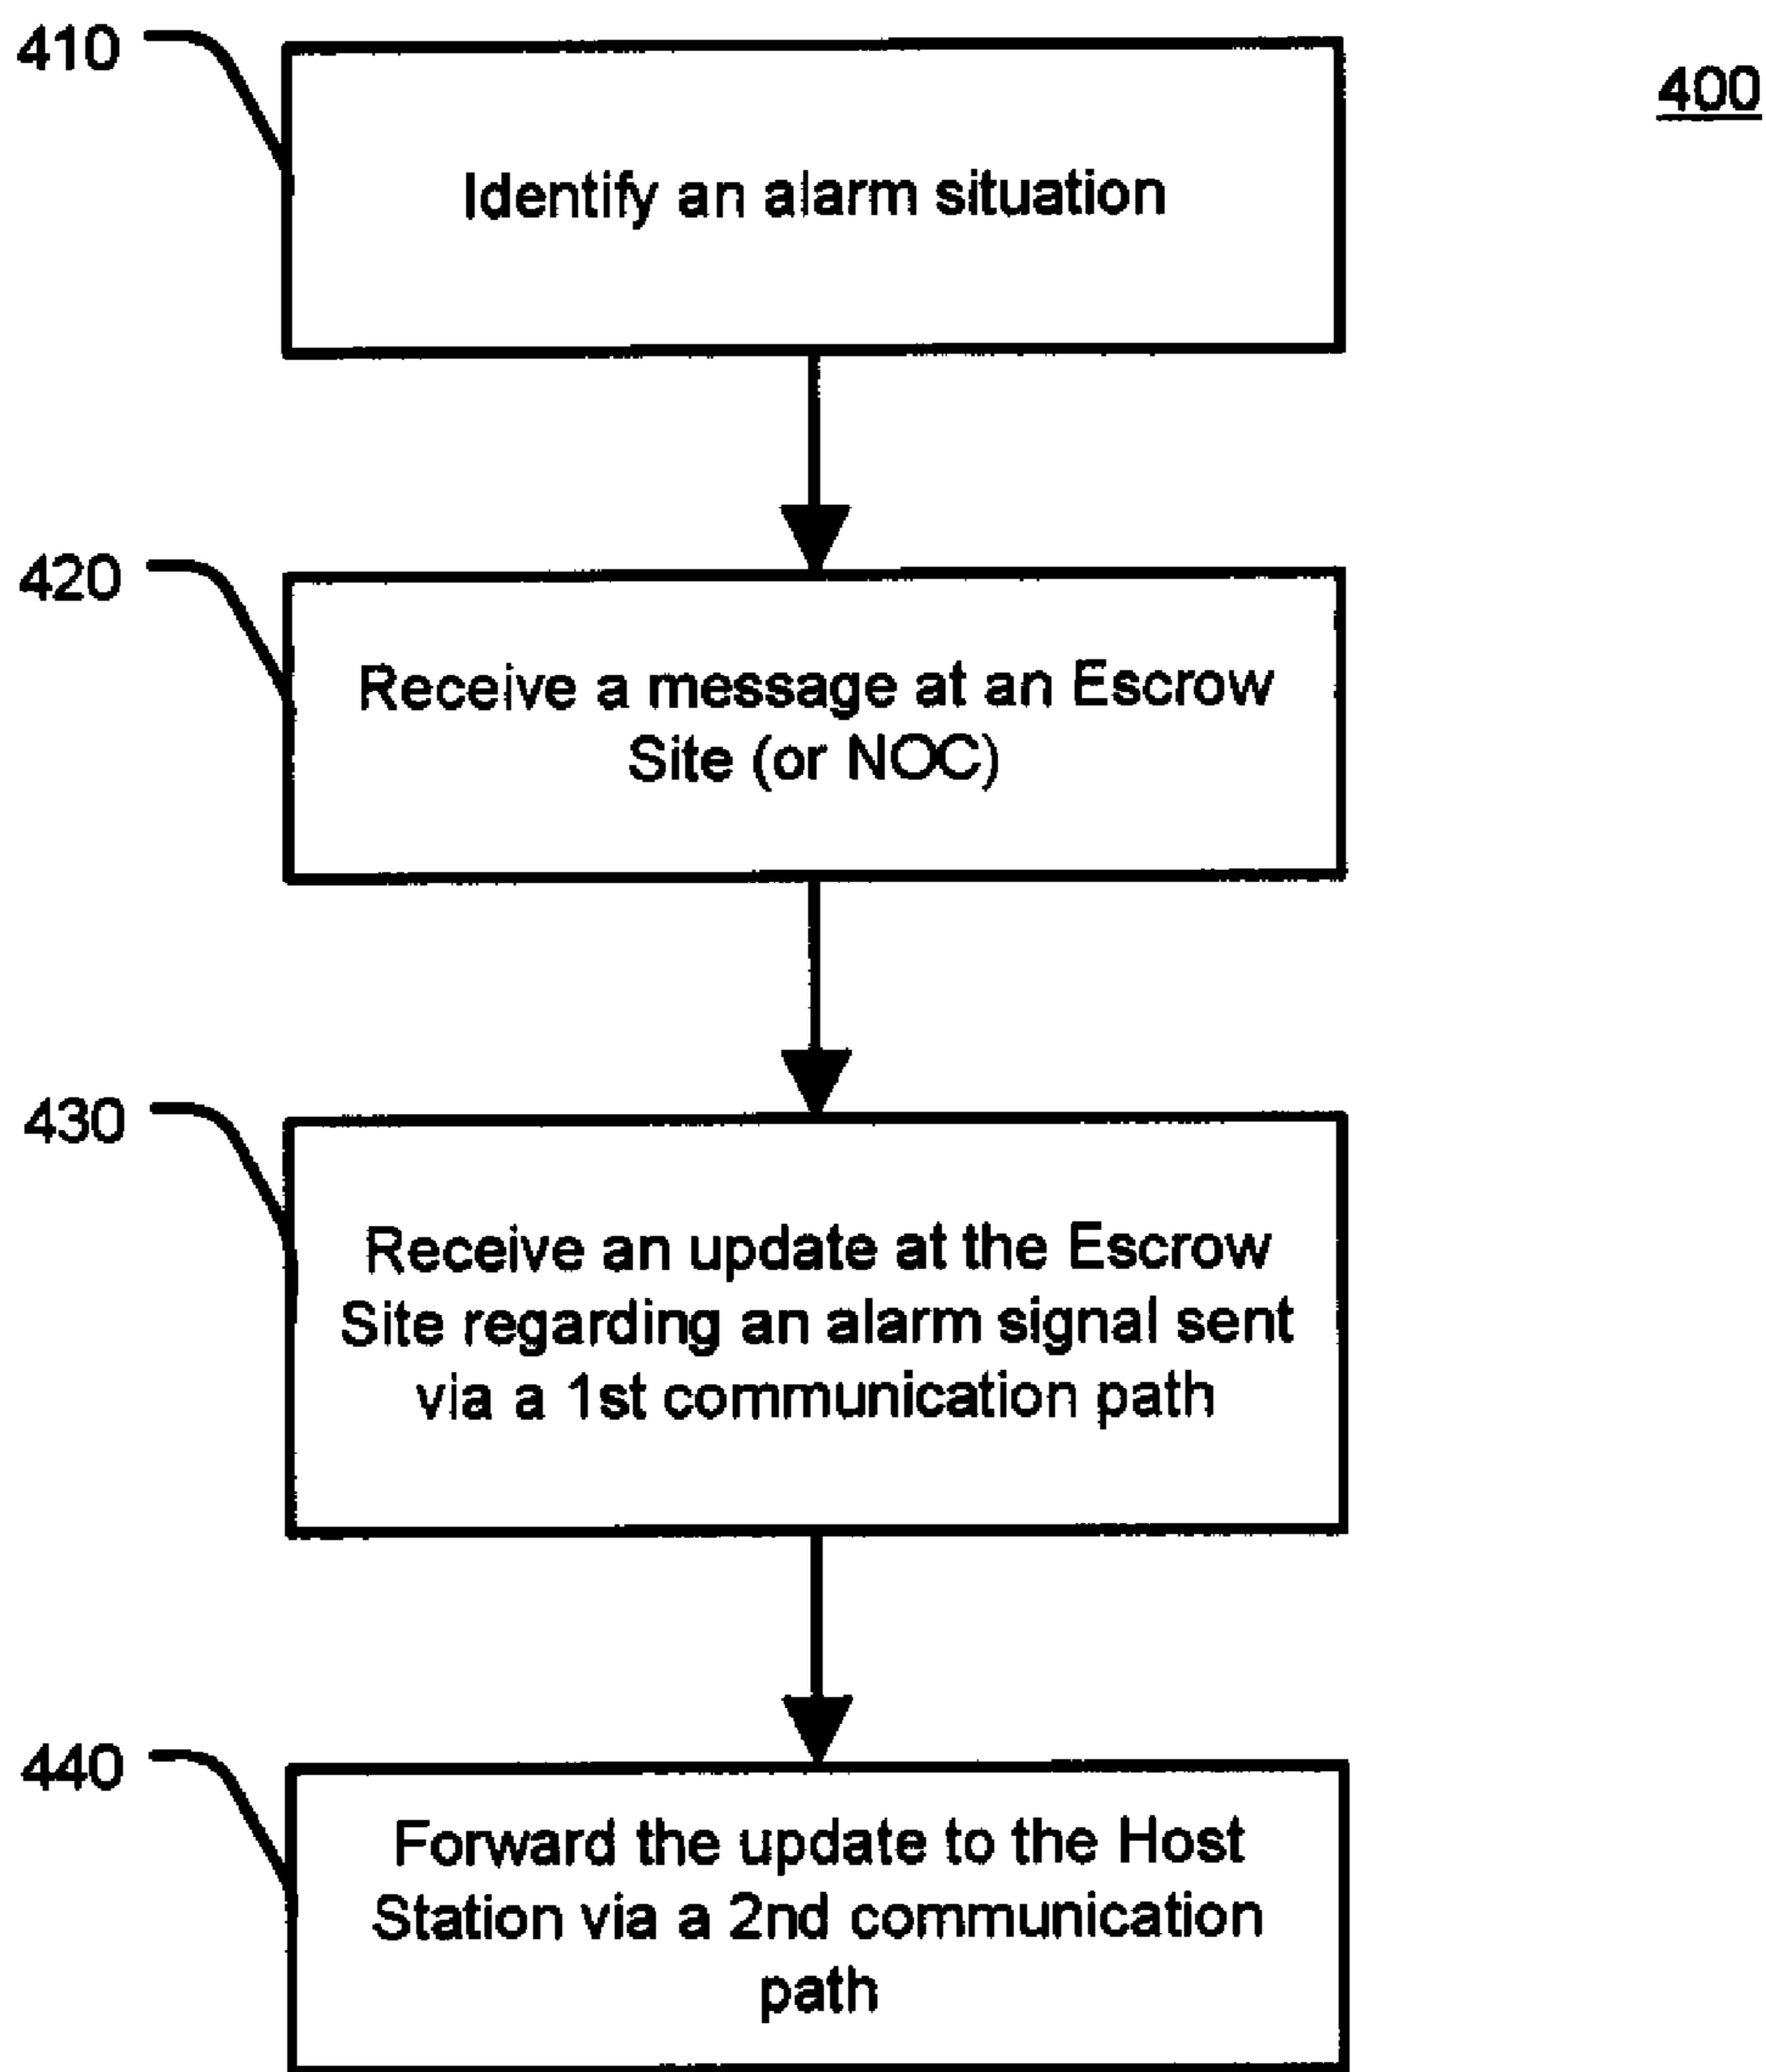 410
400
Identify an alarm situation
420
Receive a message at an Escrow
Site (or NOC)
430
Receive an update at the Escrow
Site regarding an alarm signal sent
via a 1st communication path
440
Forward the update to the Host
Station via a 2nd communication
path